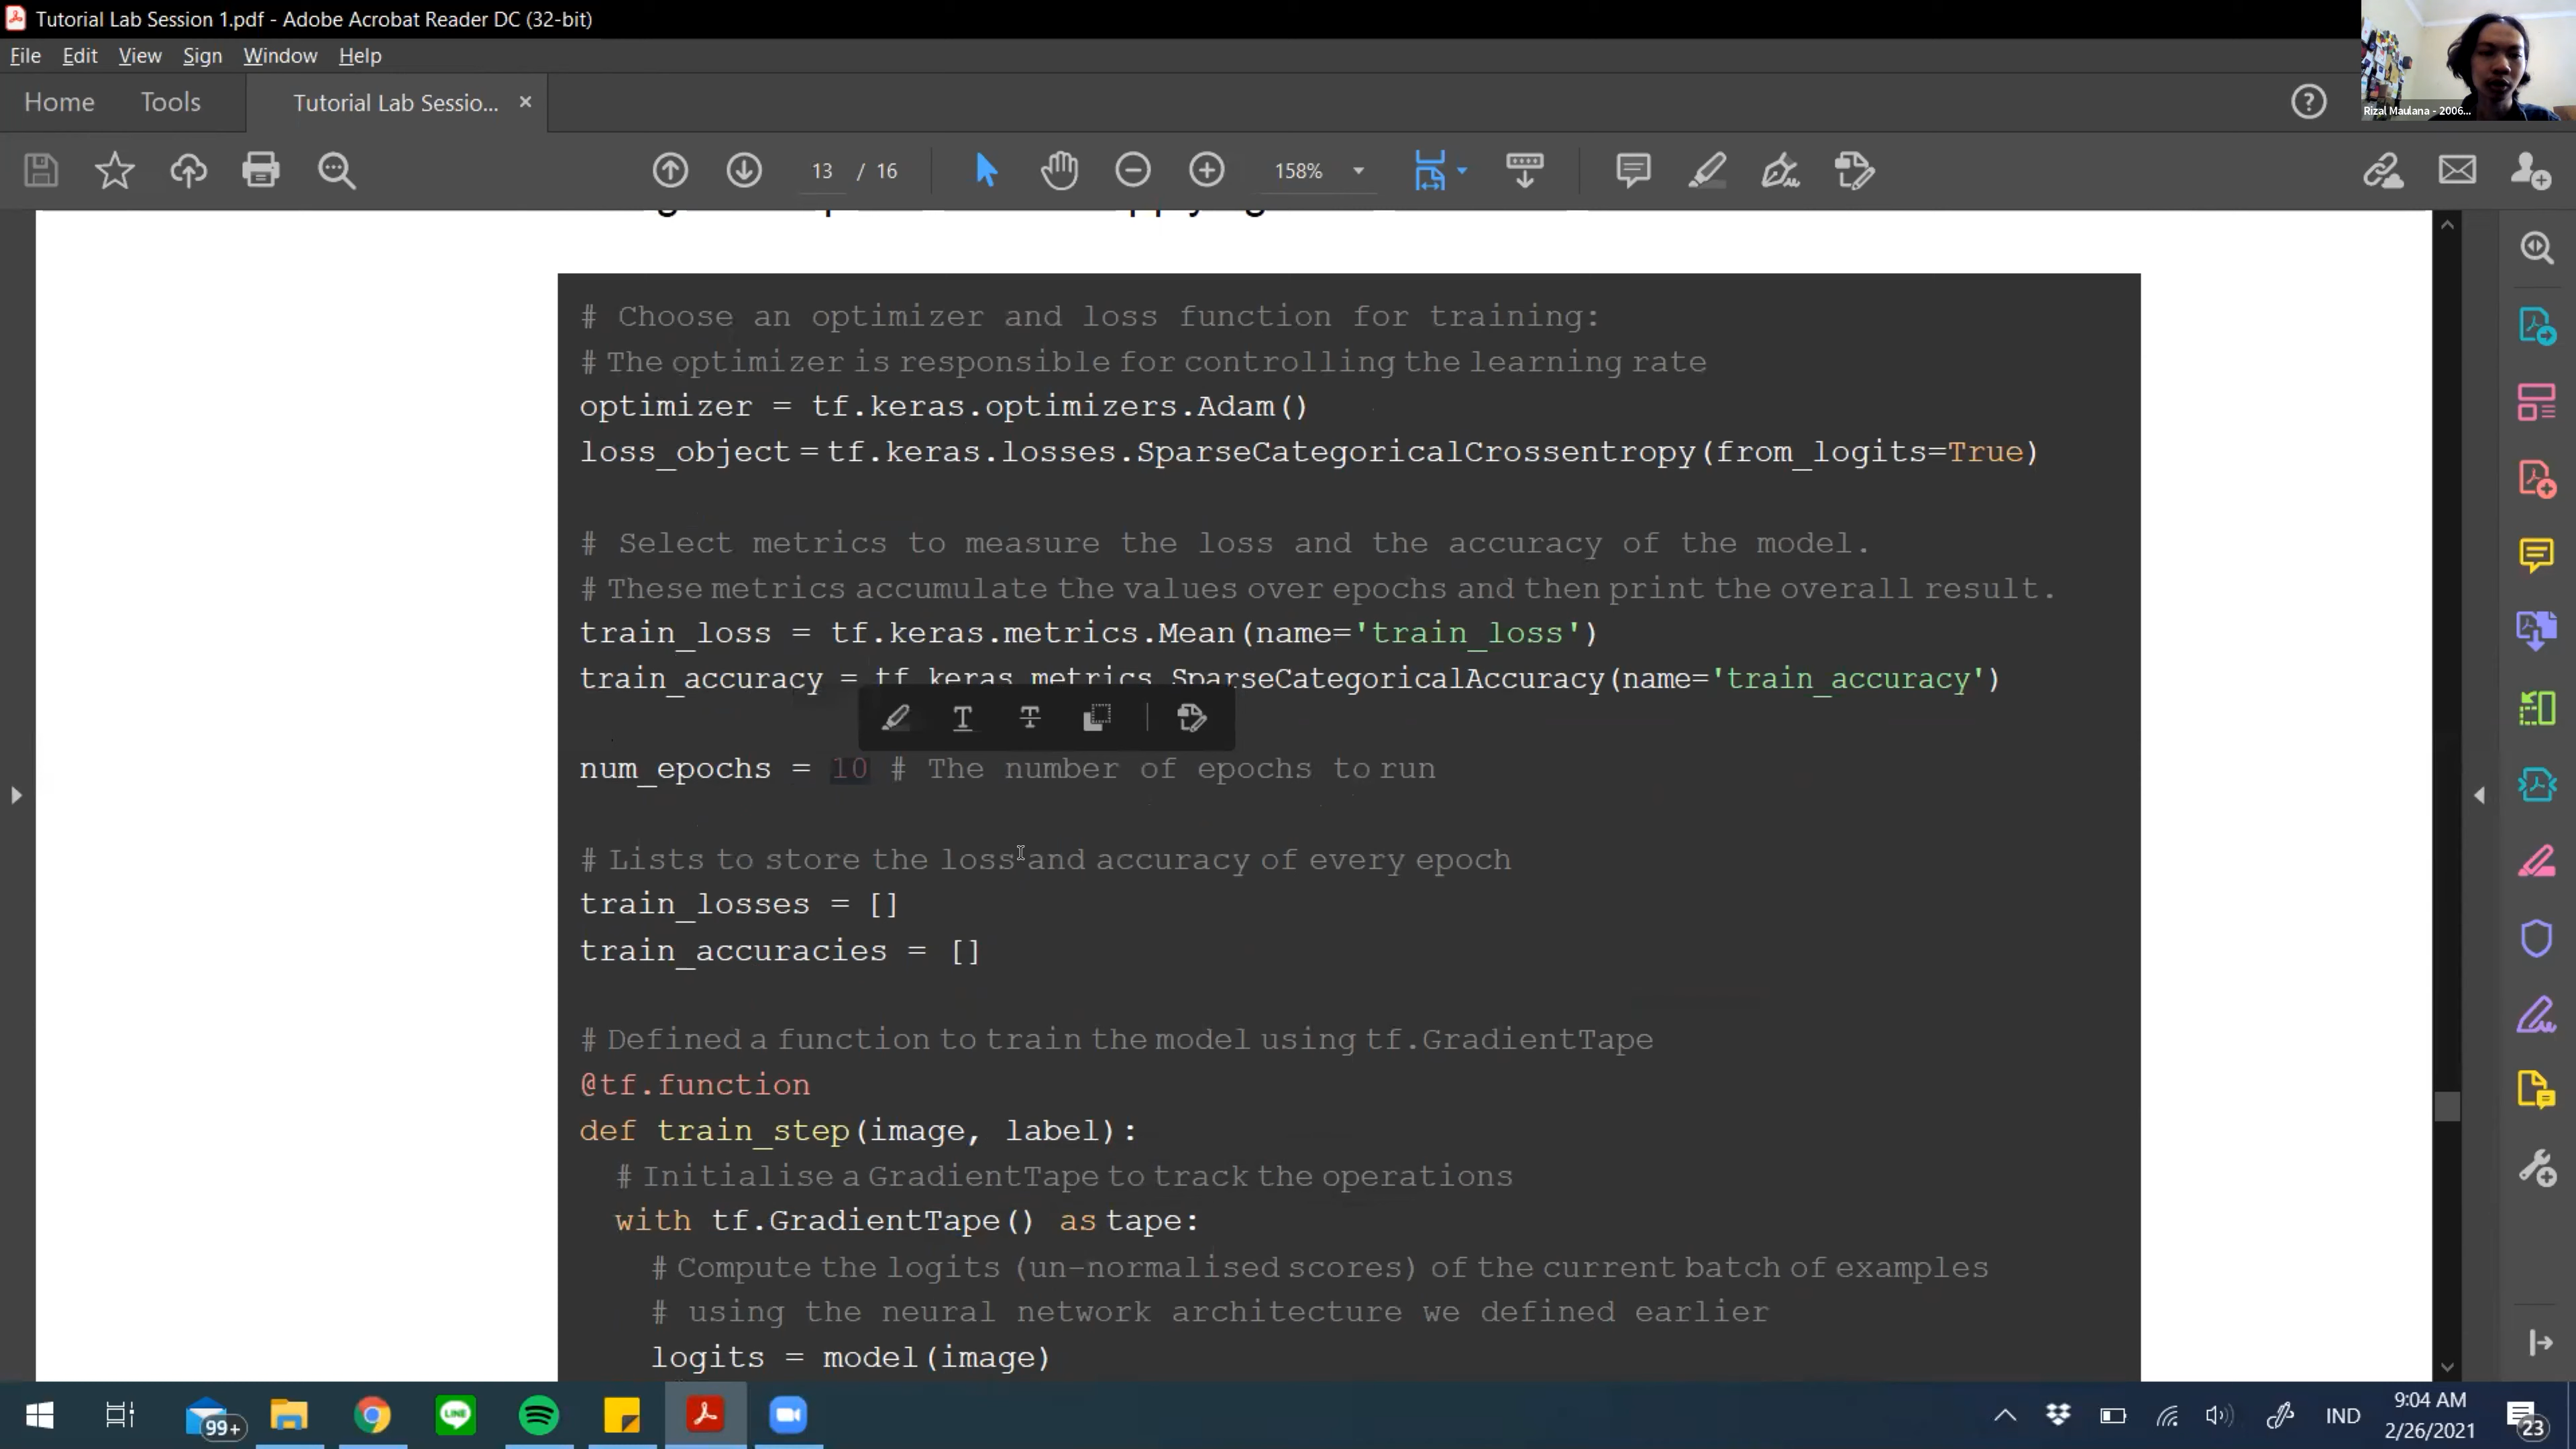 Tutorial Lab Session 1.pdf - Adobe Acrobat Reader DC (32-bit)
File Edit View Sign Window Help
Home Tools Tutorial Lab Sessio... ×
Rizal Maulana - 2006...
13 / 16 158%
# Choose an optimizer and loss function for training:
# The optimizer is responsible for controlling the learning rate
optimizer = tf.keras.optimizers.Adam()
loss_object = tf.keras.losses.SparseCategoricalCrossentropy(from_logits=True)
# Select metrics to measure the loss and the accuracy of the model.
# These metrics accumulate the values over epochs and then print the overall result.
train_loss = tf.keras.metrics.Mean(name='train_loss')
train_accuracy = tf.keras.metrics.SparseCategoricalAccuracy(name='train_accuracy')
num_epochs = 10 # The number of epochs to run
# Lists to store the loss and accuracy of every epoch
train_losses = []
train_accuracies = []
# Defined a function to train the model using tf.GradientTape
@tf.function
def train_step(image, label):
# Initialise a GradientTape to track the operations
with tf.GradientTape() as tape:
# Compute the logits (un-normalised scores) of the current batch of examples
# using the neural network architecture we defined earlier
logits = model(image)
99+
LINE
IND
9:04 AM
2/26/2021
23